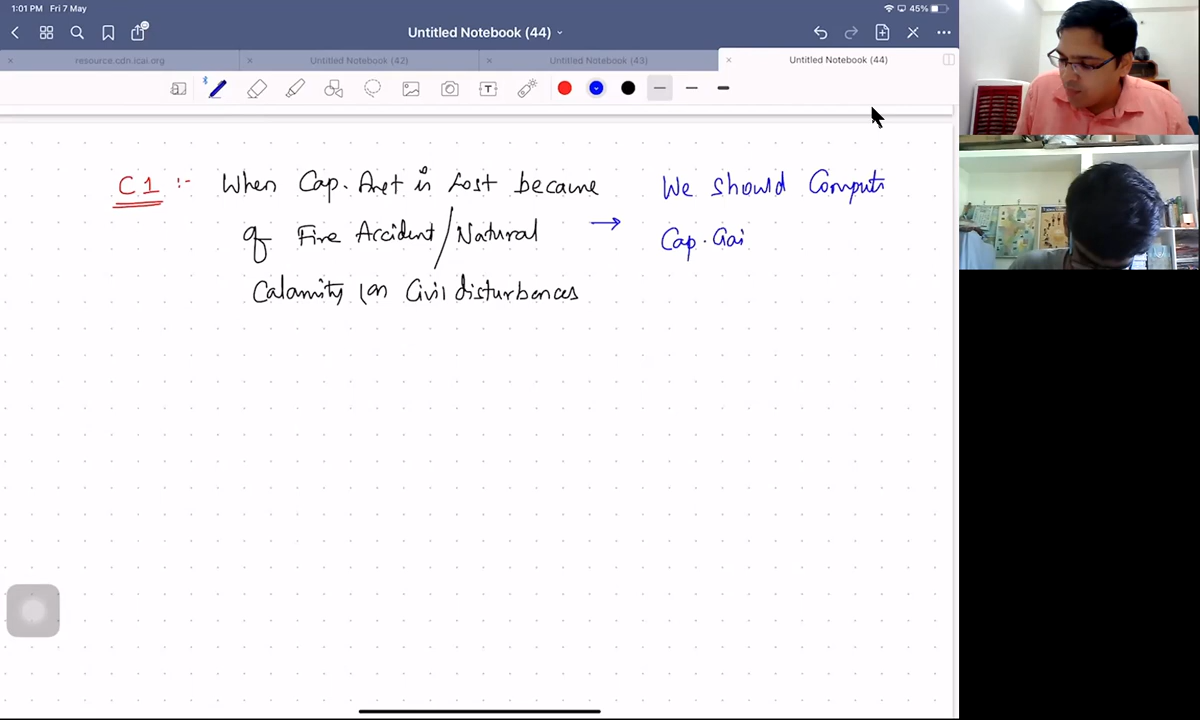 1:01 PM Fri 7 May
45%
Untitled Notebook (44)
resource.cdn.icai.org
Untitled Notebook (42)
Untitled Notebook (43)
Untitled Notebook (44)
T
C1 :- When Cap. Asset is Lost because
of Fire Accident / Natural
Calamity (or Civil disturbences
→ We should Compute
Cap. Gai